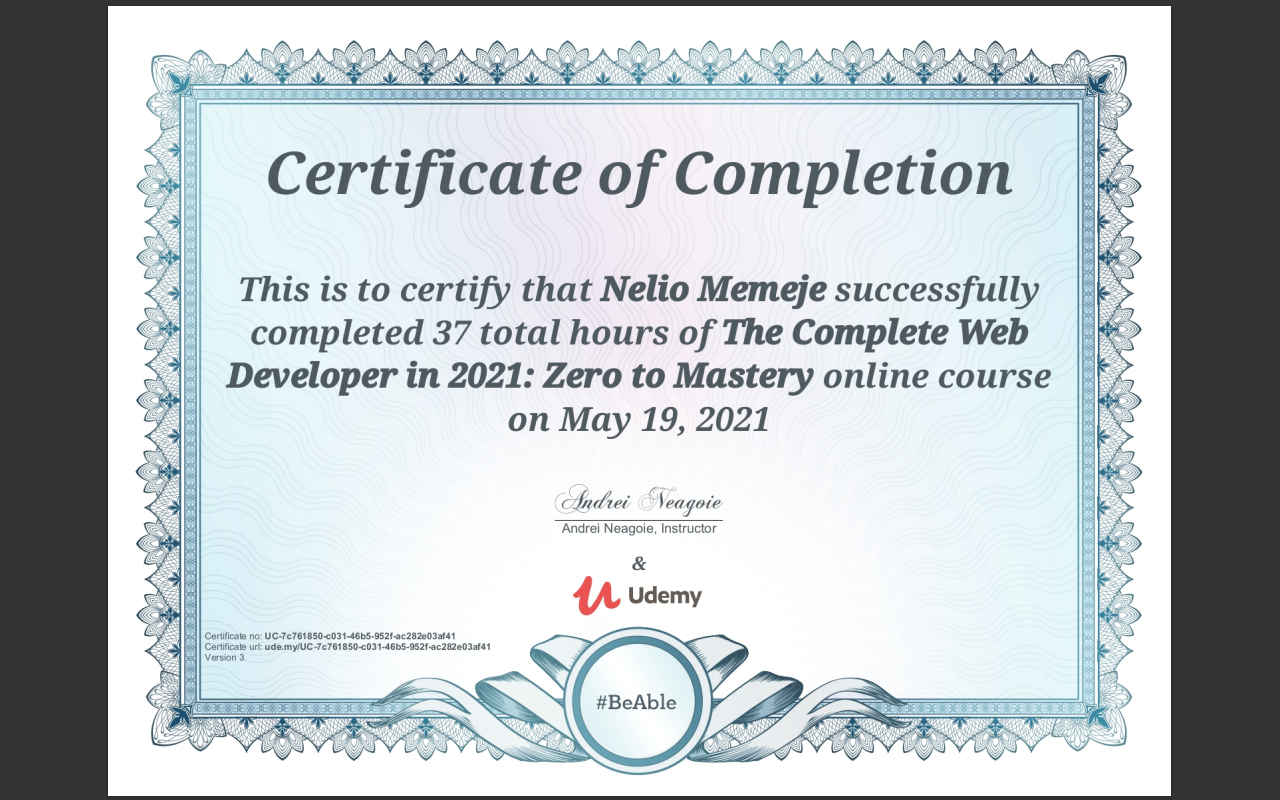 Certificate of Completion
This is to certify that Nelio Memeje successfully
completed 37 total hours of The Complete Web
Developer in 2021: Zero to Mastery online course
on May 19, 2021
Andrei Neagoie
Andrei Neagoie, Instructor
&
Udemy
Certificate no: UC-7c761850-c031-46b5-952f-ac282e03af41
Certificate url: ude.my/UC-7c761850-c031-46b5-952f-ac282e03af41
Version 3
#BeAble